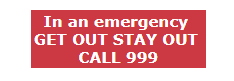 In an emergency
GET OUT STAY OUT
CALL 999